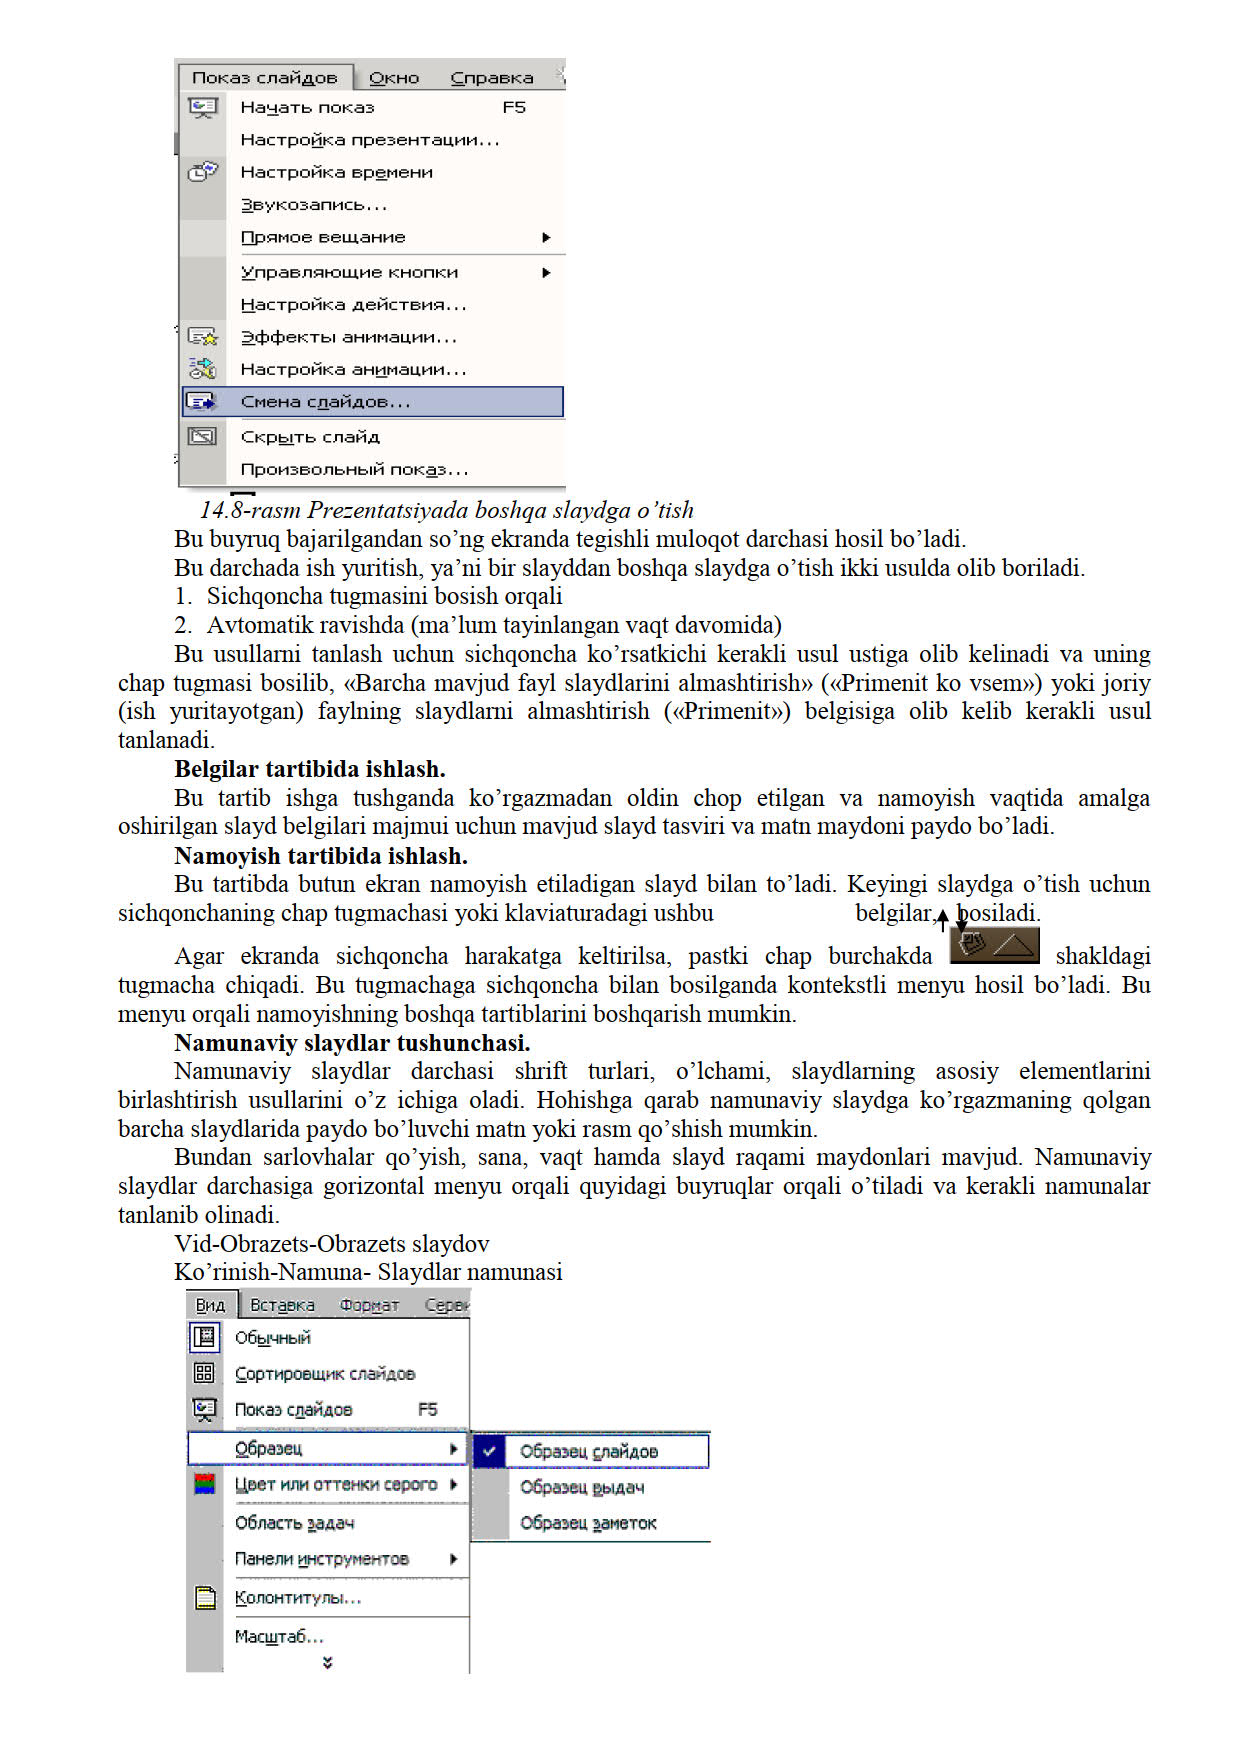 Показ слайдов Окно Справка
Начать показ F5
Настройка презентации...
Настройка времени
Звукозапись...
Прямое вещание
Управляющие кнопки
Настройка действия...
Эффекты анимации...
Настройка анимации...
Смена слайдов...
Скрыть слайд
Произвольный показ...
14.8-rasm Prezentatsiyada boshqa slaydga o’tish
Bu buyruq bajarilgandan so’ng ekranda tegishli muloqot darchasi hosil bo’ladi.
Bu darchada ish yuritish, ya’ni bir slayddan boshqa slaydga o’tish ikki usulda olib boriladi.
1. Sichqoncha tugmasini bosish orqali
2. Avtomatik ravishda (ma’lum tayinlangan vaqt davomida)
Bu usullarni tanlash uchun sichqoncha ko’rsatkichi kerakli usul ustiga olib kelinadi va uning
chap tugmasi bosilib, «Barcha mavjud fayl slaydlarini almashtirish» («Primenit ko vsem») yoki joriy
(ish yuritayotgan) faylning slaydlarni almashtirish («Primenit») belgisiga olib kelib kerakli usul
tanlanadi.
Belgilar tartibida ishlash.
Bu tartib ishga tushganda ko’rgazmadan oldin chop etilgan va namoyish vaqtida amalga
oshirilgan slayd belgilari majmui uchun mavjud slayd tasviri va matn maydoni paydo bo’ladi.
Namoyish tartibida ishlash.
Bu tartibda butun ekran namoyish etiladigan slayd bilan to’ladi. Keyingi slaydga o’tish uchun
sichqonchaning chap tugmachasi yoki klaviaturadagi ushbu belgilar, bosiladi.
Agar ekranda sichqoncha harakatga keltirilsa, pastki chap burchakda shakldagi
tugmacha chiqadi. Bu tugmachaga sichqoncha bilan bosilganda kontekstli menyu hosil bo’ladi. Bu
menyu orqali namoyishning boshqa tartiblarini boshqarish mumkin.
Namunaviy slaydlar tushunchasi.
Namunaviy slaydlar darchasi shrift turlari, o’lchami, slaydlarning asosiy elementlarini
birlashtirish usullarini o’z ichiga oladi. Hohishga qarab namunaviy slaydga ko’rgazmaning qolgan
barcha slaydlarida paydo bo’luvchi matn yoki rasm qo’shish mumkin.
Bundan sarlovhalar qo’yish, sana, vaqt hamda slayd raqami maydonlari mavjud. Namunaviy
slaydlar darchasiga gorizontal menyu orqali quyidagi buyruqlar orqali o’tiladi va kerakli namunalar
tanlanib olinadi.
Vid-Obrazets-Obrazets slaydov
Ko’rinish-Namuna- Slaydlar namunasi
Вид Вставка Формат Серви
Обычный
Сортировщик слайдов
Показ слайдов F5
Образец
Образец слайдов
Цвет или оттенки серого
Образец выдач
Область задач
Образец заметок
Панели инструментов
Колонтитулы...
Масштаб...